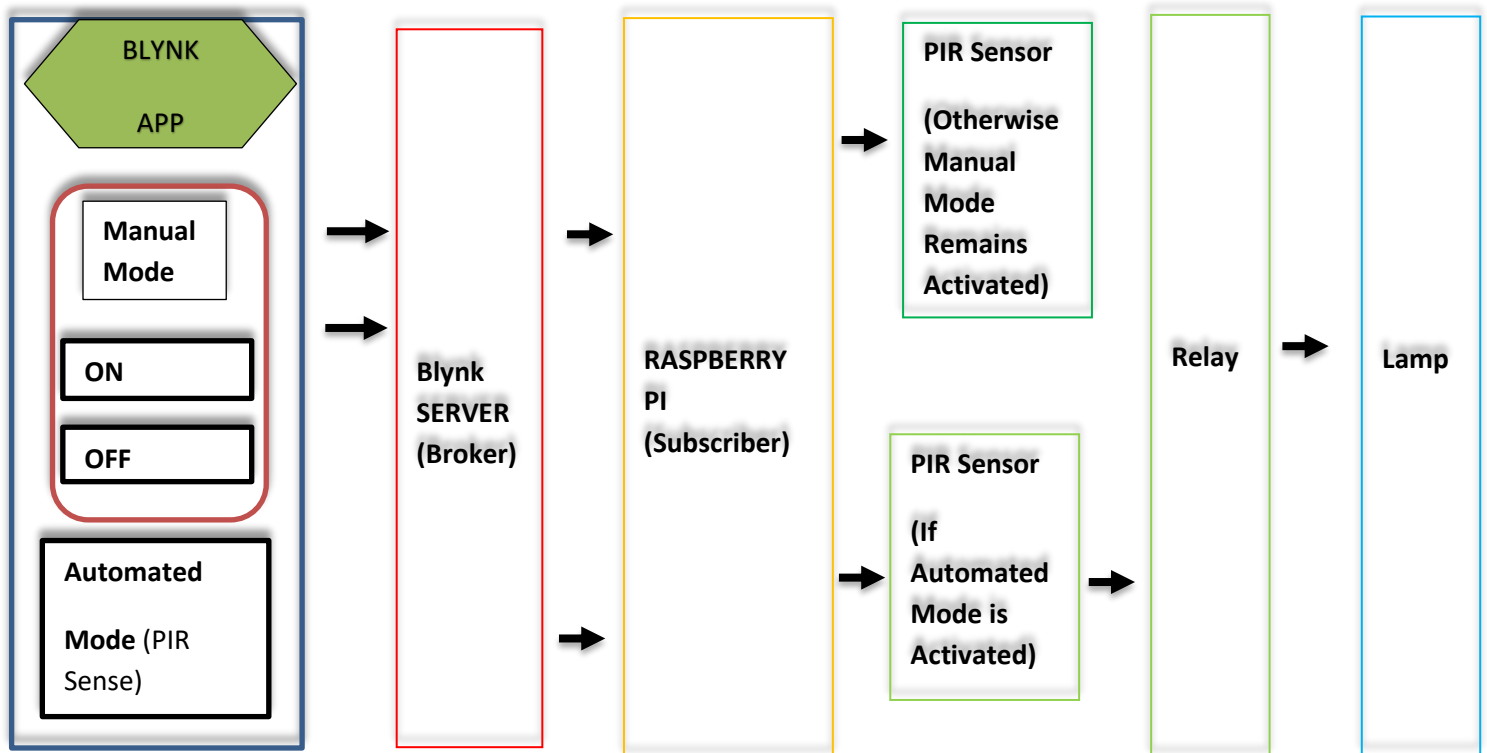 BLYNK
APP
Manual
Mode
ON
OFF
Automated
Mode (PIR
Sense)
Blynk
SERVER
(Broker)
RASPBERRY
PI
(Subscriber)
PIR Sensor
(Otherwise
Manual
Mode
Remains
Activated)
PIR Sensor
(If
Automated
Mode is
Activated)
Relay
Lamp